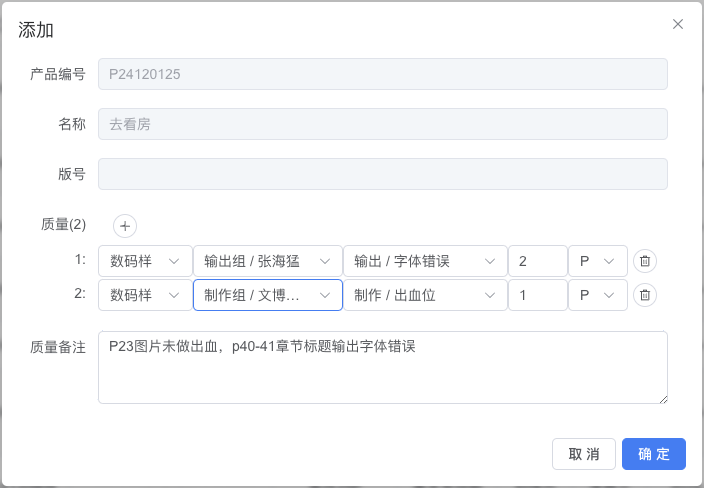 添加
产品编号 P24120125
名称 去看房
版号
质量(2)
1: 数码样 输出组 / 张海猛 输出 / 字体错误 2 P
2: 数码样 制作组 / 文博… 制作 / 出血位 1 P
质量备注 P23图片未做出血，p40-41章节标题输出字体错误
取 消 确 定